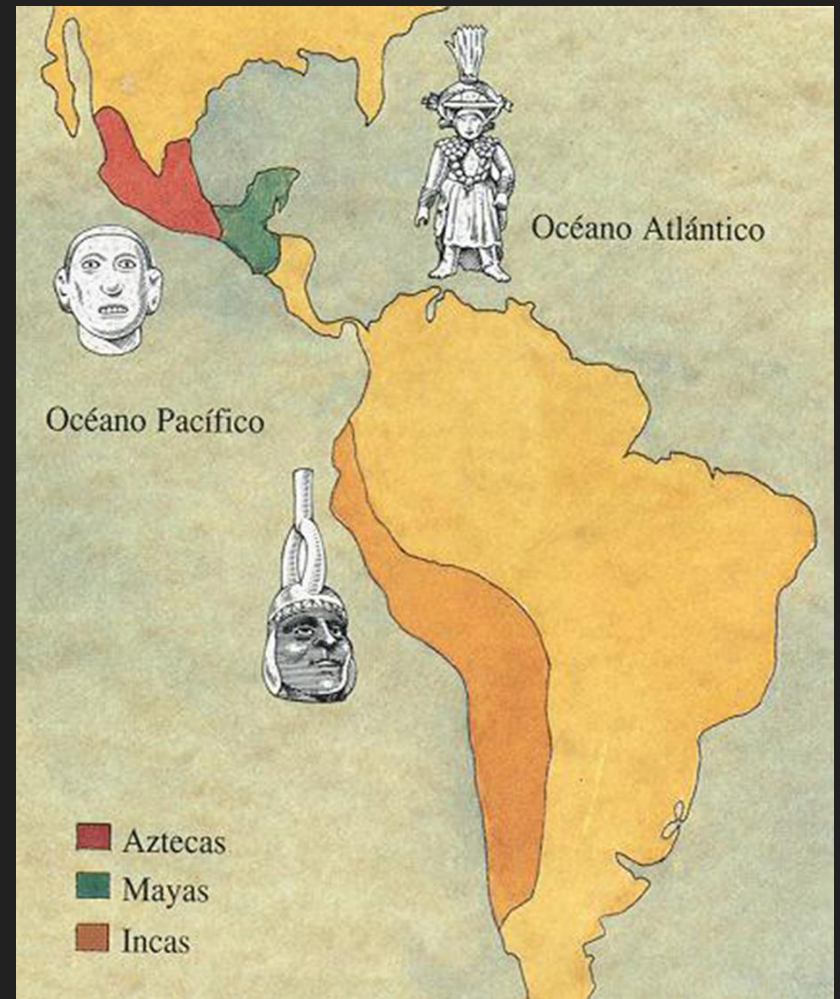 Océano Atlántico
Océano Pacífico
Aztecas
Mayas
Incas